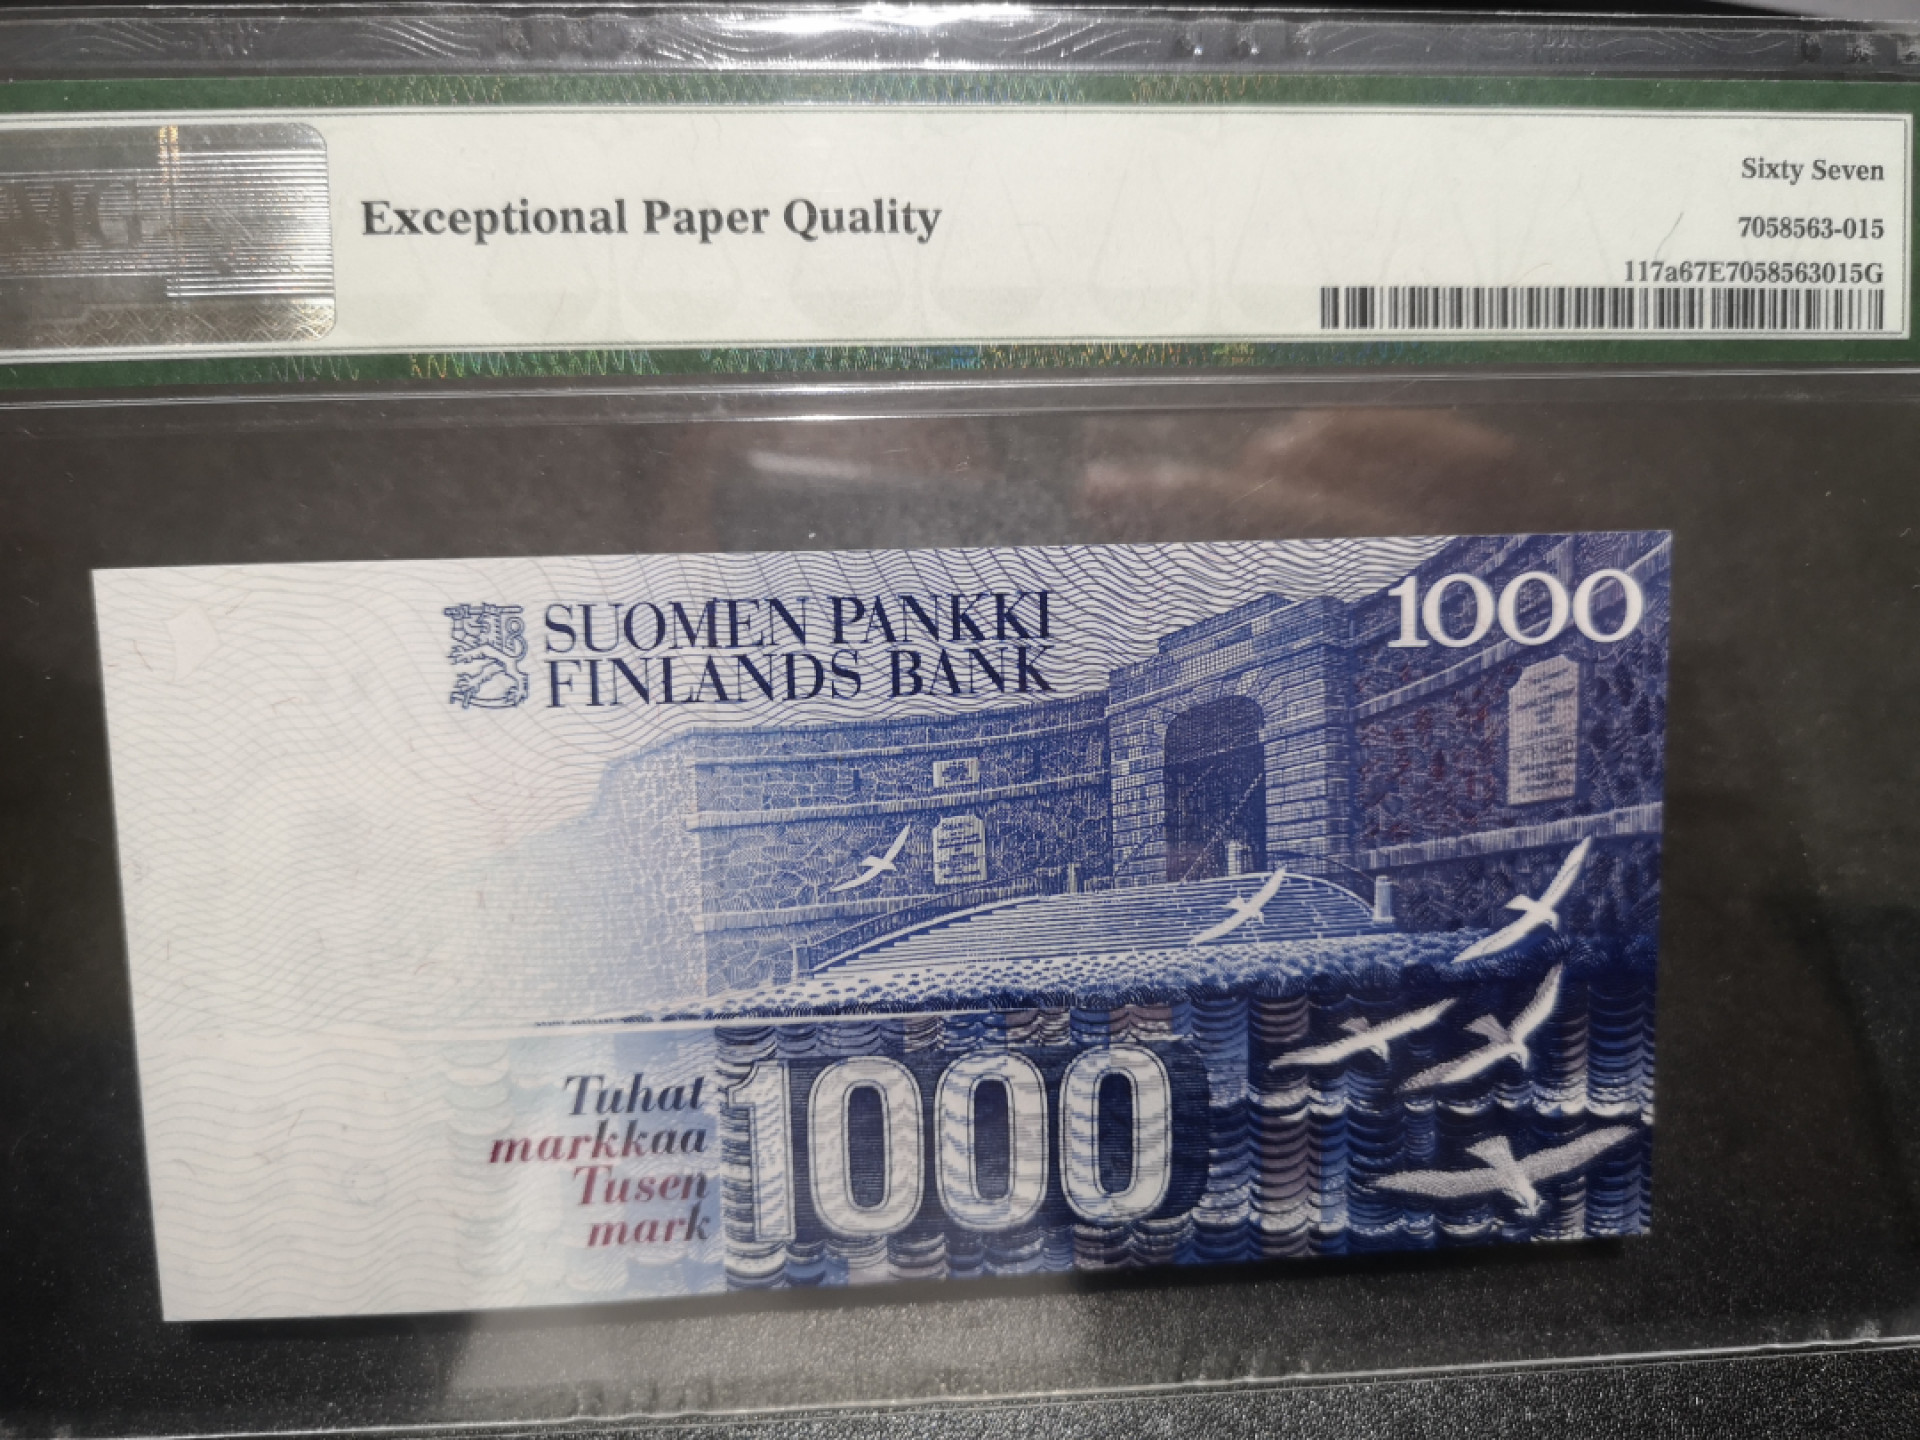 Sixty Seven
Exceptional Paper Quality
7058563-015
117a67E7058563015G
1000
SUOMEN PANKKI
FINLANDS BANK
Tuhat
markkaa
Tusen
mark
1000